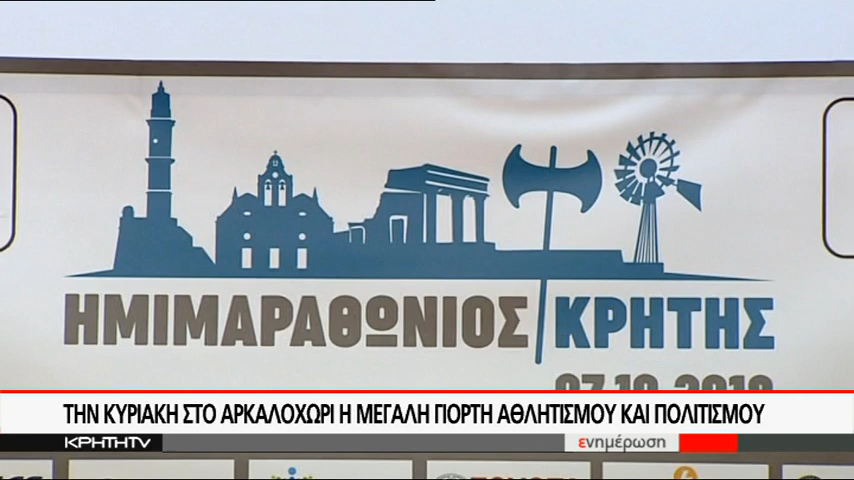 ΗΜΙΜΑΡΑΘΩΝΙΟΣ ΚΡΗΤΗΣ
ΤΗΝ ΚΥΡΙΑΚΗ ΣΤΟ ΑΡΚΑΛΟΧΩΡΙ Η ΜΕΓΑΛΗ ΓΙΟΡΤΗ ΑΘΛΗΤΙΣΜΟΥ ΚΑΙ ΠΟΛΙΤΙΣΜΟΥ
ΚΡΗΤΗTV ενημέρωση